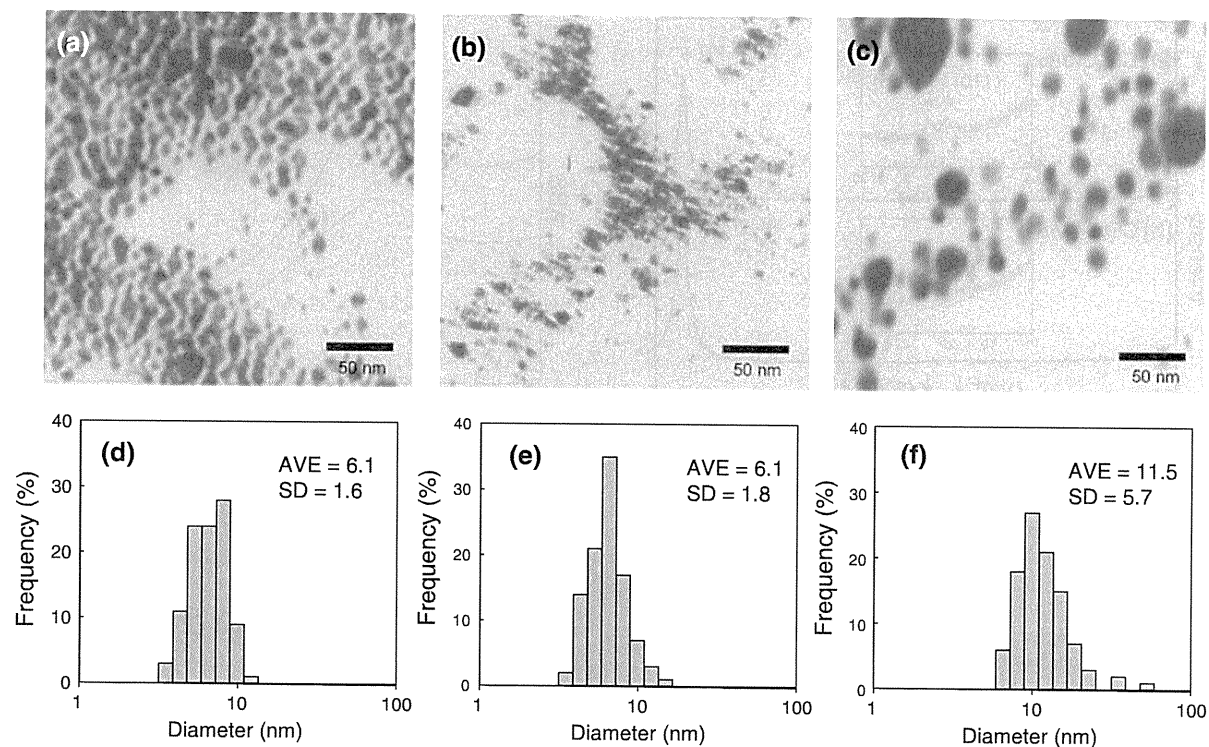 (a)
50 nm
(b)
50 nm
(c)
50 nm
(d)
AVE = 6.1
SD = 1.6
Frequency (%)
40
30
20
10
0
1
10
100
Diameter (nm)
(e)
AVE = 6.1
SD = 1.8
Frequency (%)
40
30
20
10
0
1
10
100
Diameter (nm)
(f)
AVE = 11.5
SD = 5.7
Frequency (%)
40
30
20
10
0
1
10
100
Diameter (nm)